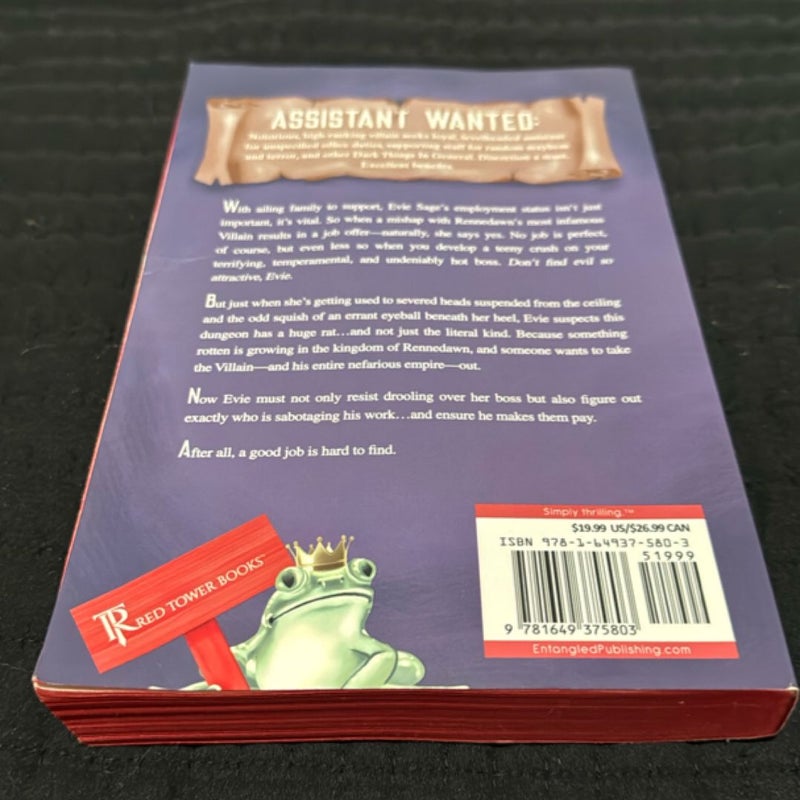 ASSISTANT WANTED:
Notorious, high-ranking villain seeks loyal, levelheaded assistant
for unspecified office duties, supporting staff for random mayhem
and terror, and other Dark Things In General. Discretion a must.
Excellent benefits.
With ailing family to support, Evie Sage's employment status isn't just
important, it's vital. So when a mishap with Rennedawn's most infamous
Villain results in a job offer—naturally, she says yes. No job is perfect,
of course, but even less so when you develop a teeny crush on your
terrifying, temperamental, and undeniably hot boss. Don't find evil so
attractive, Evie.
But just when she's getting used to severed heads suspended from the ceiling
and the odd squish of an errant eyeball beneath her heel, Evie suspects this
dungeon has a huge rat…and not just the literal kind. Because something
rotten is growing in the kingdom of Rennedawn, and someone wants to take
the Villain—and his entire nefarious empire—out.
Now Evie must not only resist drooling over her boss but also figure out
exactly who is sabotaging his work…and ensure he makes them pay.
After all, a good job is hard to find.
TR RED TOWER BOOKS™
Simply thrilling.™
$19.99 US/$26.99 CAN
ISBN 978-1-64937-580-3
51999
9 781649 375803
EntangledPublishing.com